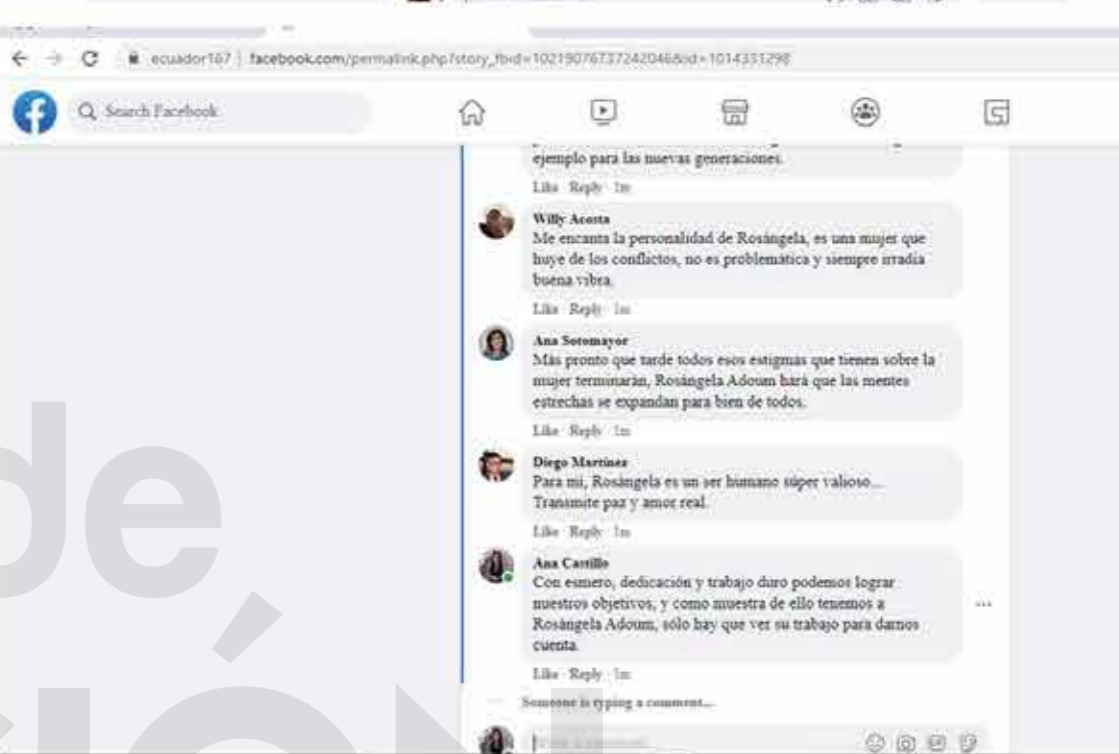 ecuador167 | facebook.com/permalink.php?story_fbid=10219076737242046&id=1014331298
Search Facebook
ejemplo para las nuevas generaciones.
Like Reply 1m
Willy Acosta
Me encanta la personalidad de Rosángela, es una mujer que
huye de los conflictos, no es problemática y siempre irradia
buena vibra.
Like Reply 1m
Ana Sotomayor
Más pronto que tarde todos esos estigmas que tienen sobre la
mujer terminarán, Rosángela Adoum hará que las mentes
estrechas se expandan para bien de todos.
Like Reply 1m
Diego Martínez
Para mi, Rosángela es un ser humano súper valioso...
Transmite paz y amor real.
Like Reply 1m
Ana Castillo
Con esmero, dedicación y trabajo duro podemos lograr
nuestros objetivos, y como muestra de ello tenemos a
Rosángela Adoum, sólo hay que ver su trabajo para darnos
cuenta.
Like Reply 1m
Someone is typing a comment...
de